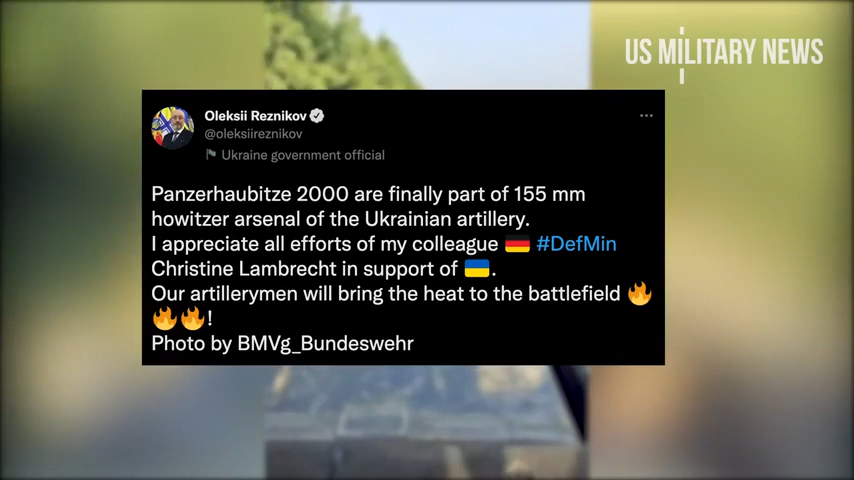 US MILITARY NEWS
Oleksii Reznikov
@oleksiireznikov
Ukraine government official
Panzerhaubitze 2000 are finally part of 155 mm
howitzer arsenal of the Ukrainian artillery.
I appreciate all efforts of my colleague 🇩🇪 #DefMin
Christine Lambrecht in support of 🇺🇦.
Our artillerymen will bring the heat to the battlefield 🔥
🔥🔥!
Photo by BMVg_Bundeswehr